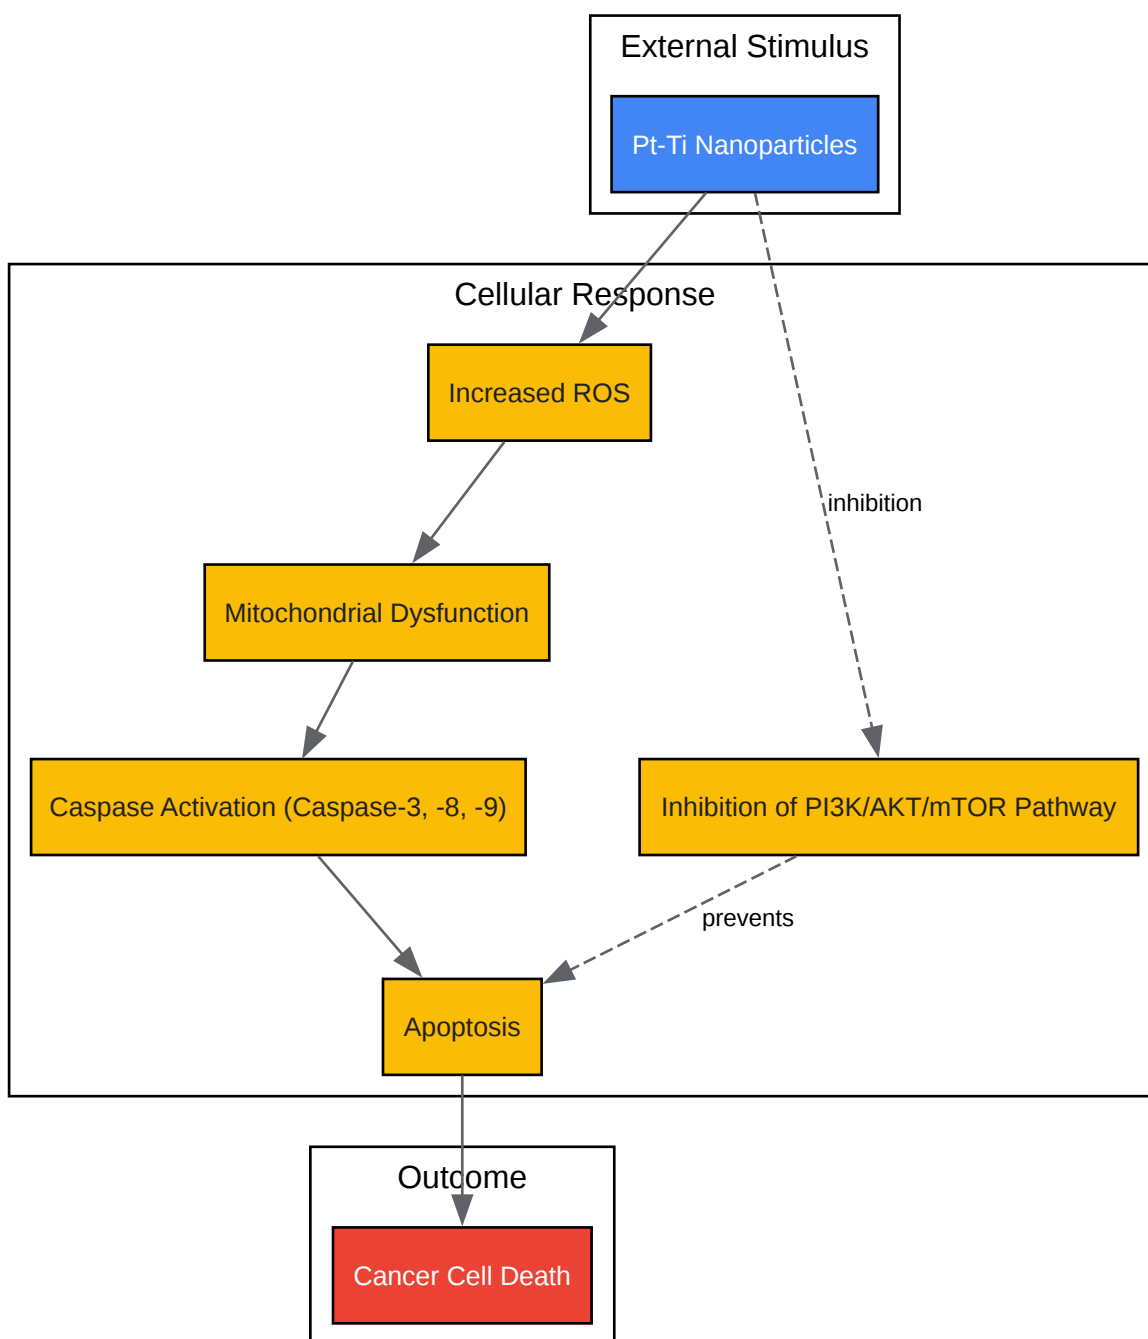 External Stimulus
Pt-Ti Nanoparticles
Cellular Response
Increased ROS
inhibition
Mitochondrial Dysfunction
Caspase Activation (Caspase-3, -8, -9)
Inhibition of PI3K/AKT/mTOR Pathway
prevents
Apoptosis
Outcome
Cancer Cell Death